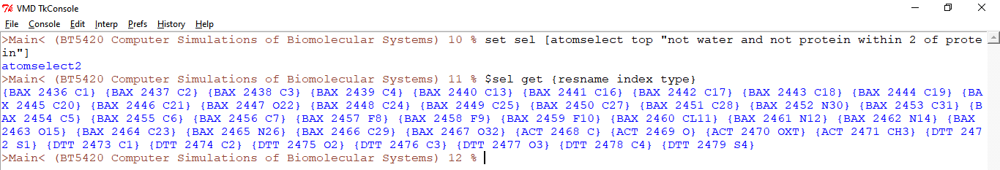 VMD TkConsole
File Console Edit Interp Prefs History Help
>Main< (BT5420 Computer Simulations of Biomolecular Systems) 10 % set sel [atomselect top "not water and not protein within 2 of prote
in"]
atomselect2
>Main< (BT5420 Computer Simulations of Biomolecular Systems) 11 % $sel get {resname index type}
{BAX 2436 C1} {BAX 2437 C2} {BAX 2438 C3} {BAX 2439 C4} {BAX 2440 C13} {BAX 2441 C16} {BAX 2442 C17} {BAX 2443 C18} {BAX 2444 C19} {BA
X 2445 C20} {BAX 2446 C21} {BAX 2447 O22} {BAX 2448 C24} {BAX 2449 C25} {BAX 2450 C27} {BAX 2451 C28} {BAX 2452 N30} {BAX 2453 C31} {B
AX 2454 C5} {BAX 2455 C6} {BAX 2456 C7} {BAX 2457 F8} {BAX 2458 F9} {BAX 2459 F10} {BAX 2460 CL11} {BAX 2461 N12} {BAX 2462 N14} {BAX
2463 O15} {BAX 2464 C23} {BAX 2465 N26} {BAX 2466 C29} {BAX 2467 O32} {ACT 2468 C} {ACT 2469 O} {ACT 2470 OXT} {ACT 2471 CH3} {DTT 247
2 S1} {DTT 2473 C1} {DTT 2474 C2} {DTT 2475 O2} {DTT 2476 C3} {DTT 2477 O3} {DTT 2478 C4} {DTT 2479 S4}
>Main< (BT5420 Computer Simulations of Biomolecular Systems) 12 %